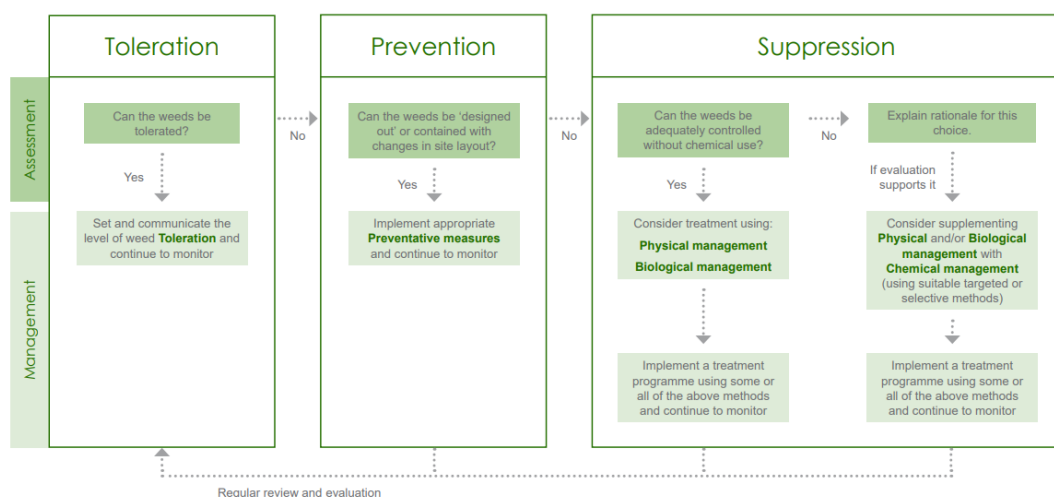 Toleration
Prevention
Suppression
Assessment
Can the weeds be
tolerated?
No
Can the weeds be ‘designed
out’ or contained with
changes in site layout?
No
Can the weeds be
adequately controlled
without chemical use?
No
Explain rationale for this
choice.
Yes
Yes
Yes
If evaluation
supports it
Management
Set and communicate the
level of weed Toleration and
continue to monitor
Implement appropriate
Preventative measures
and continue to monitor
Consider treatment using:
Physical management
Biological management
Consider supplementing
Physical and/or Biological
management with
Chemical management
(using suitable targeted or
selective methods)
Implement a treatment
programme using some or
all of the above methods
and continue to monitor
Implement a treatment
programme using some or
all of the above methods
and continue to monitor
Regular review and evaluation